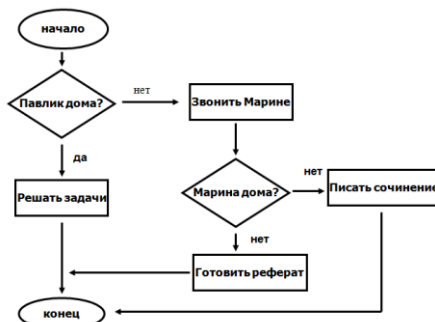 начало
Павлик дома?
нет
Звонить Марине
да
Решать задачи
Марина дома?
нет
Писать сочинение
нет
Готовить реферат
конец